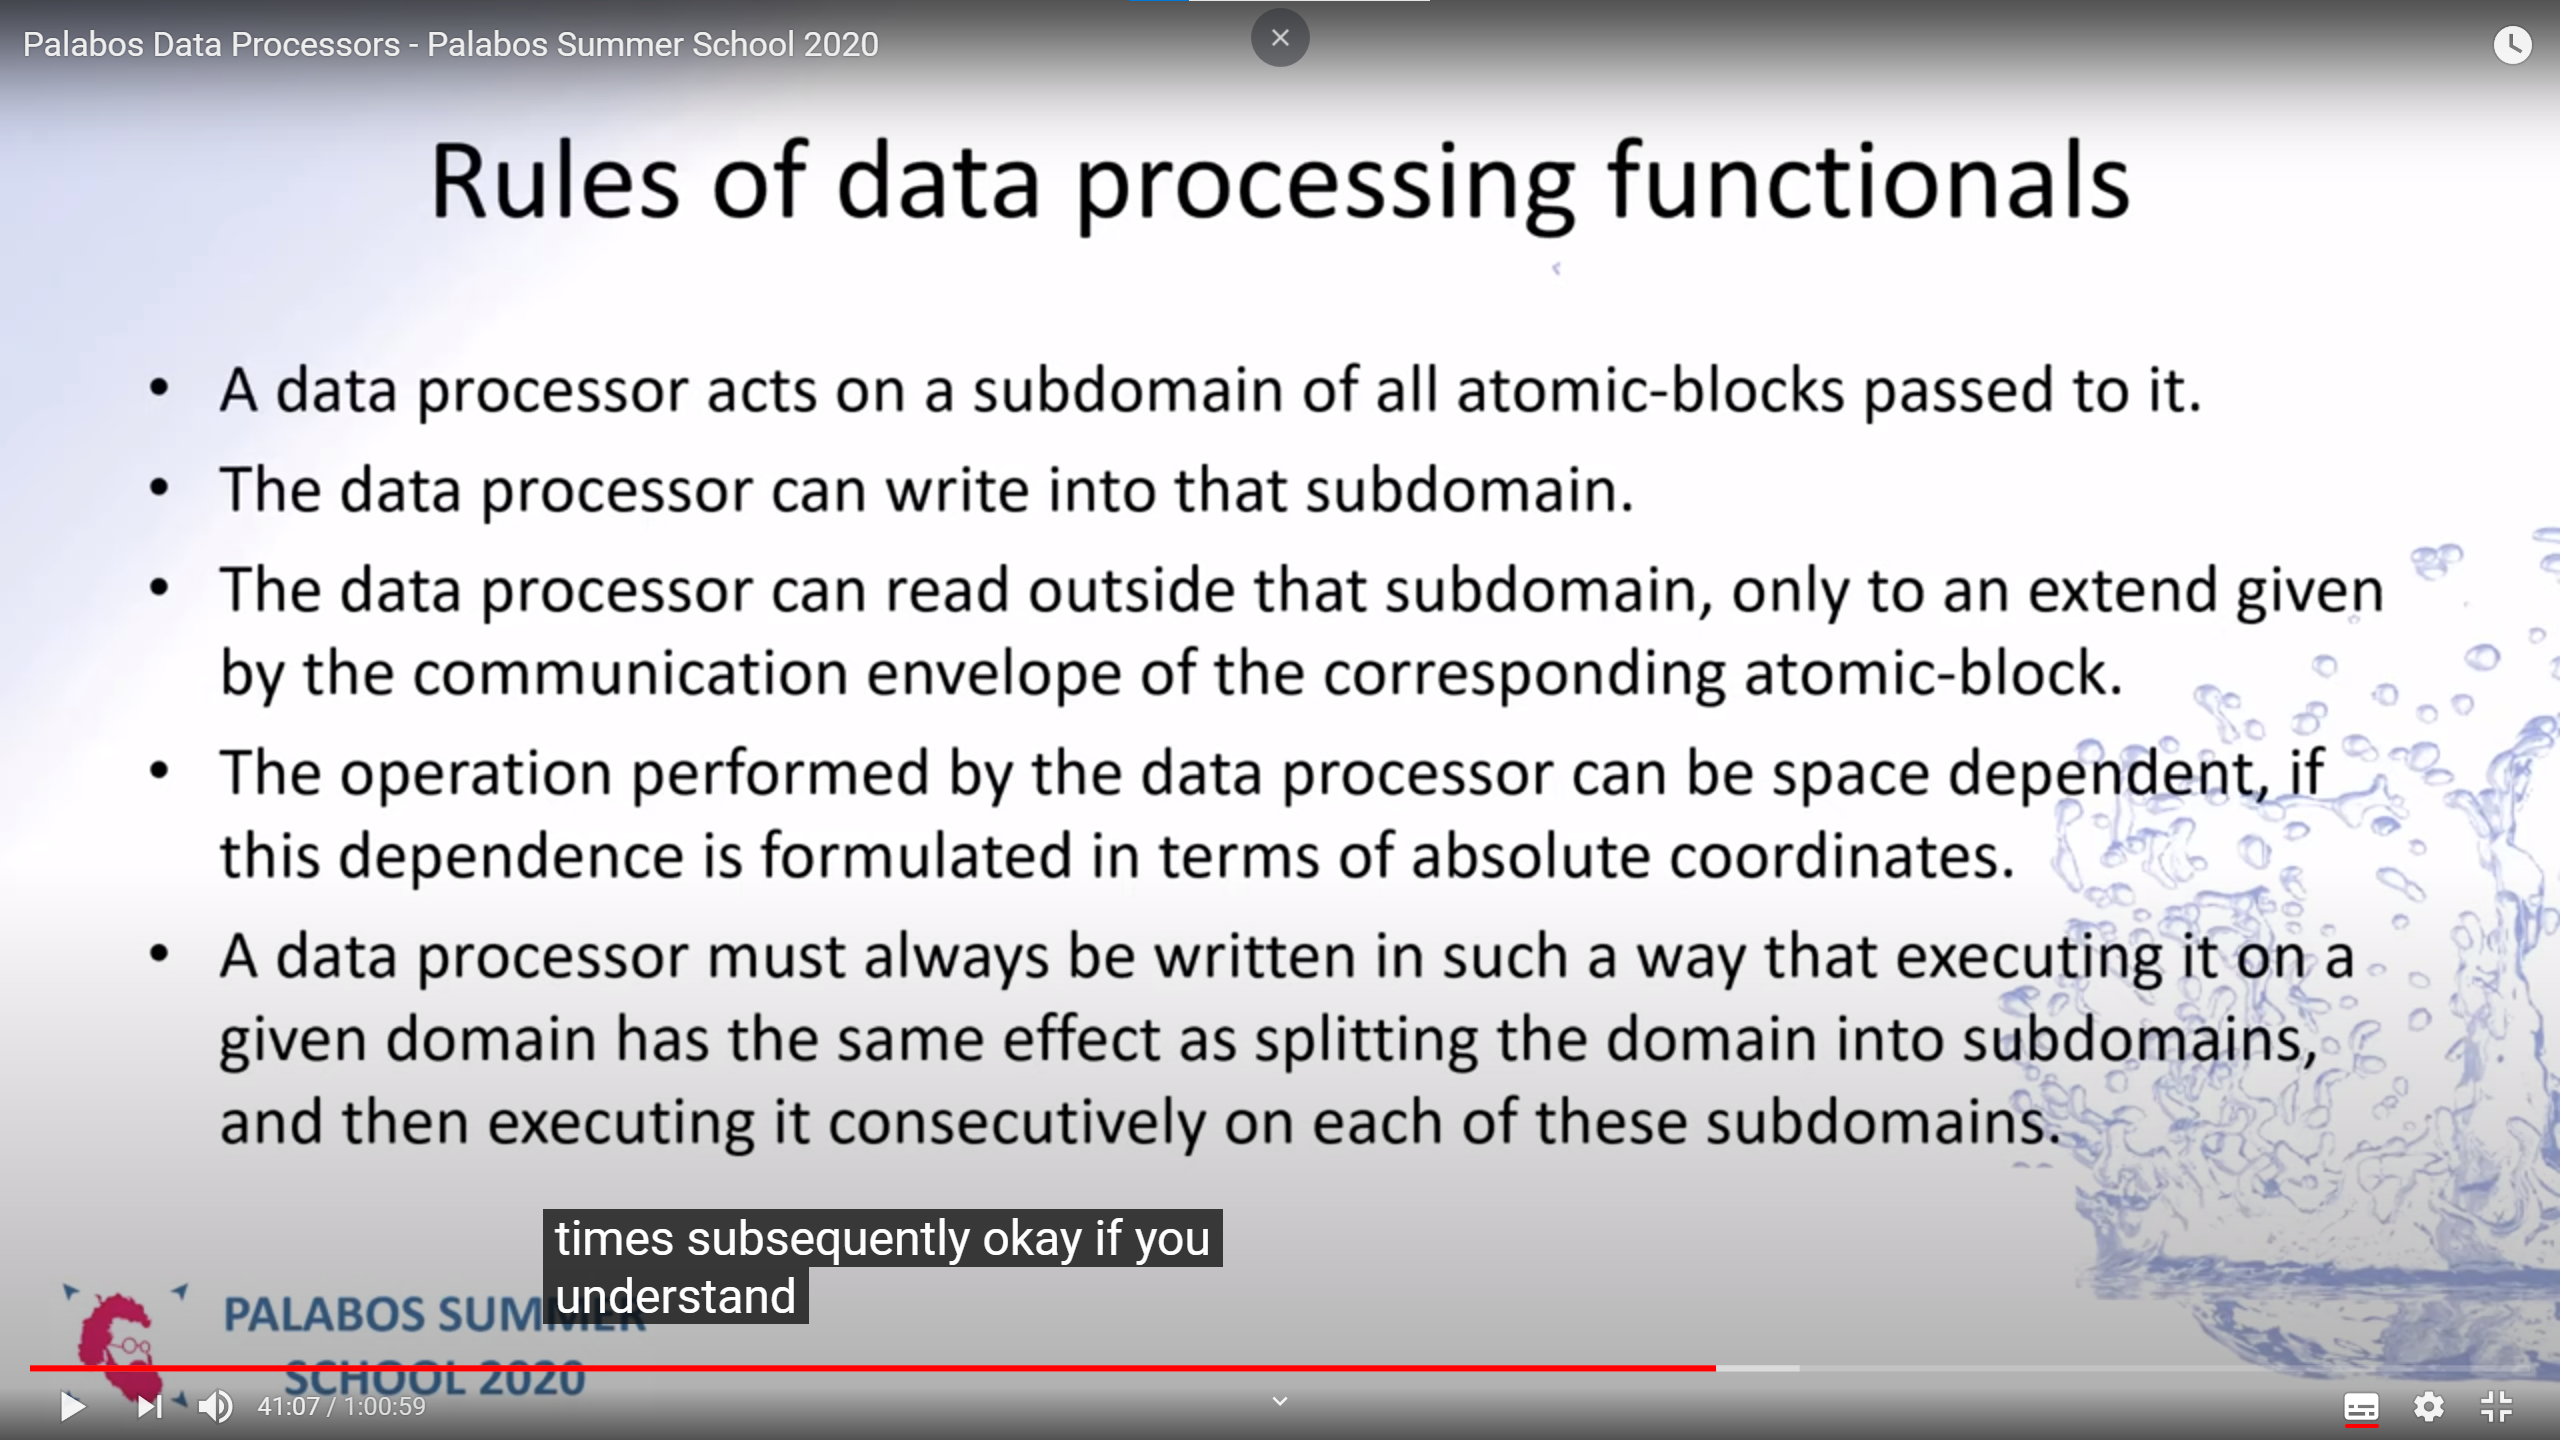 Palabos Data Processors - Palabos Summer School 2020
Rules of data processing functionals
• A data processor acts on a subdomain of all atomic-blocks passed to it.
• The data processor can write into that subdomain.
• The data processor can read outside that subdomain, only to an extend given
by the communication envelope of the corresponding atomic-block.
• The operation performed by the data processor can be space dependent, if
this dependence is formulated in terms of absolute coordinates.
• A data processor must always be written in such a way that executing it on a
given domain has the same effect as splitting the domain into subdomains,
and then executing it consecutively on each of these subdomains.
times subsequently okay if you
understand
PALABOS SUMMER
SCHOOL 2020
41:07 / 1:00:59